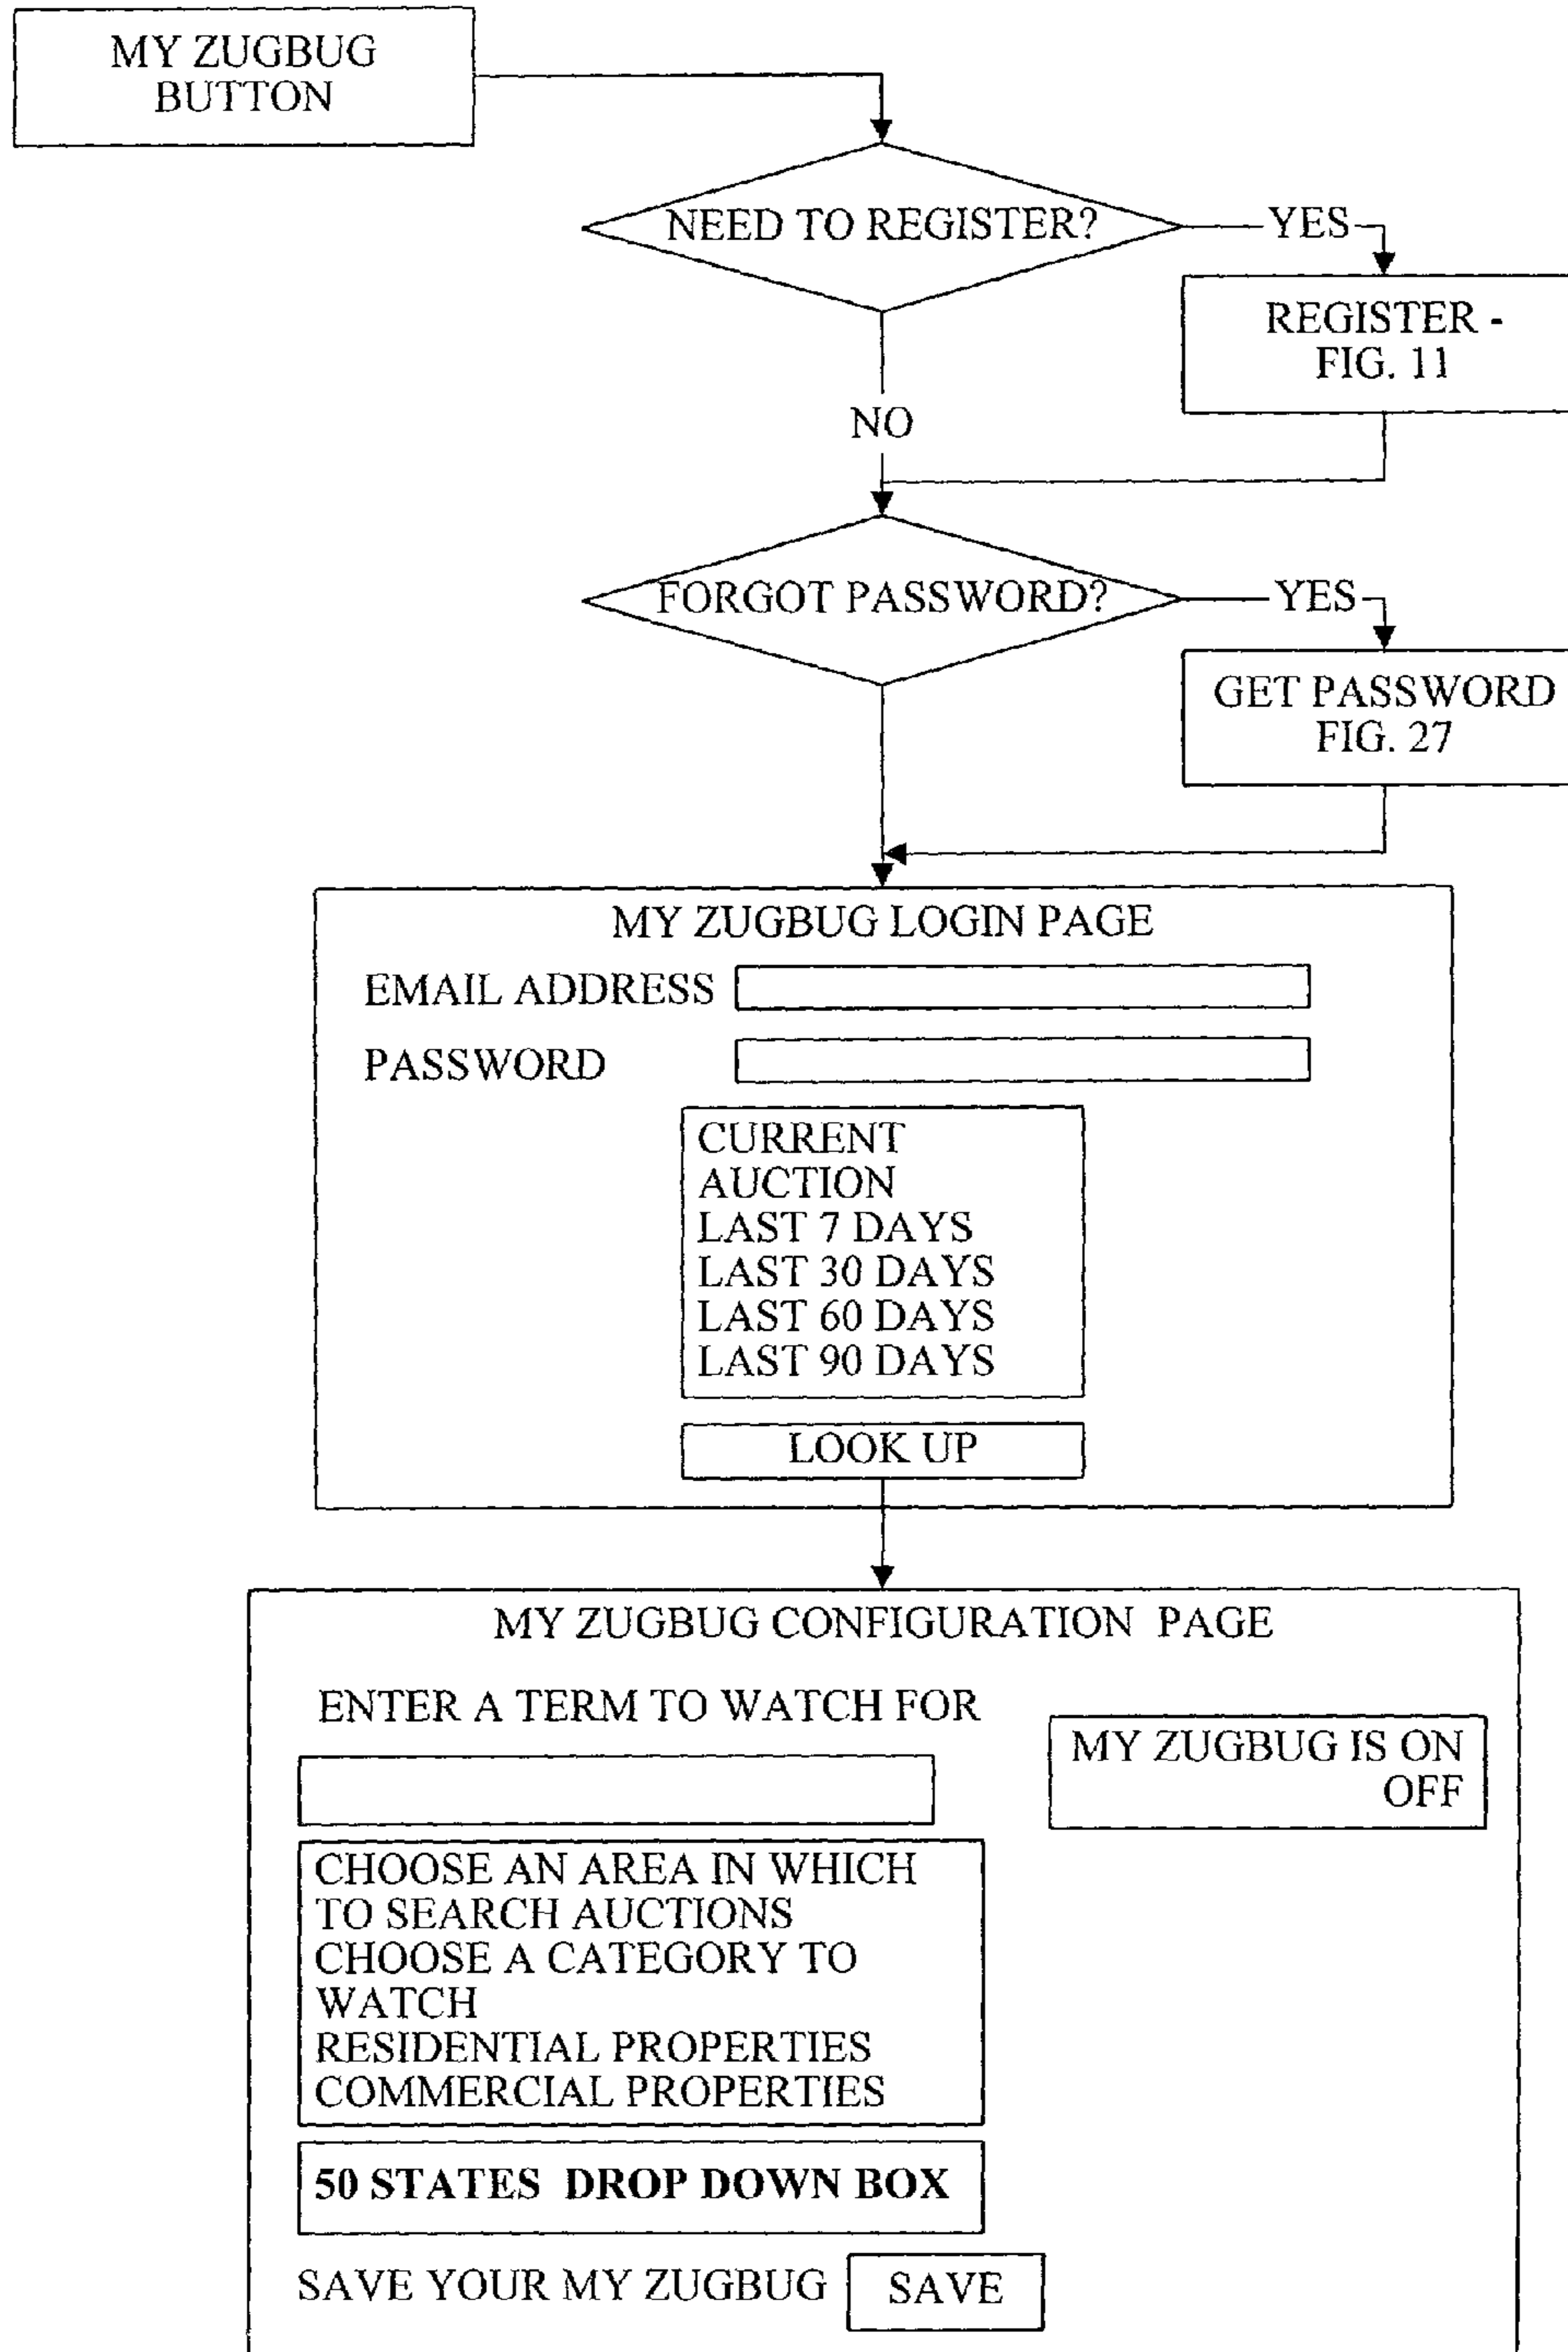 MY ZUGBUG
BUTTON
NEED TO REGISTER?
YES
REGISTER -
FIG. 11
NO
FORGOT PASSWORD?
YES
GET PASSWORD
FIG. 27
MY ZUGBUG LOGIN PAGE
EMAIL ADDRESS
PASSWORD
CURRENT
AUCTION
LAST 7 DAYS
LAST 30 DAYS
LAST 60 DAYS
LAST 90 DAYS
LOOK UP
MY ZUGBUG CONFIGURATION PAGE
ENTER A TERM TO WATCH FOR
MY ZUGBUG IS ON
OFF
CHOOSE AN AREA IN WHICH
TO SEARCH AUCTIONS
CHOOSE A CATEGORY TO
WATCH
RESIDENTIAL PROPERTIES
COMMERCIAL PROPERTIES
50 STATES DROP DOWN BOX
SAVE YOUR MY ZUGBUG SAVE